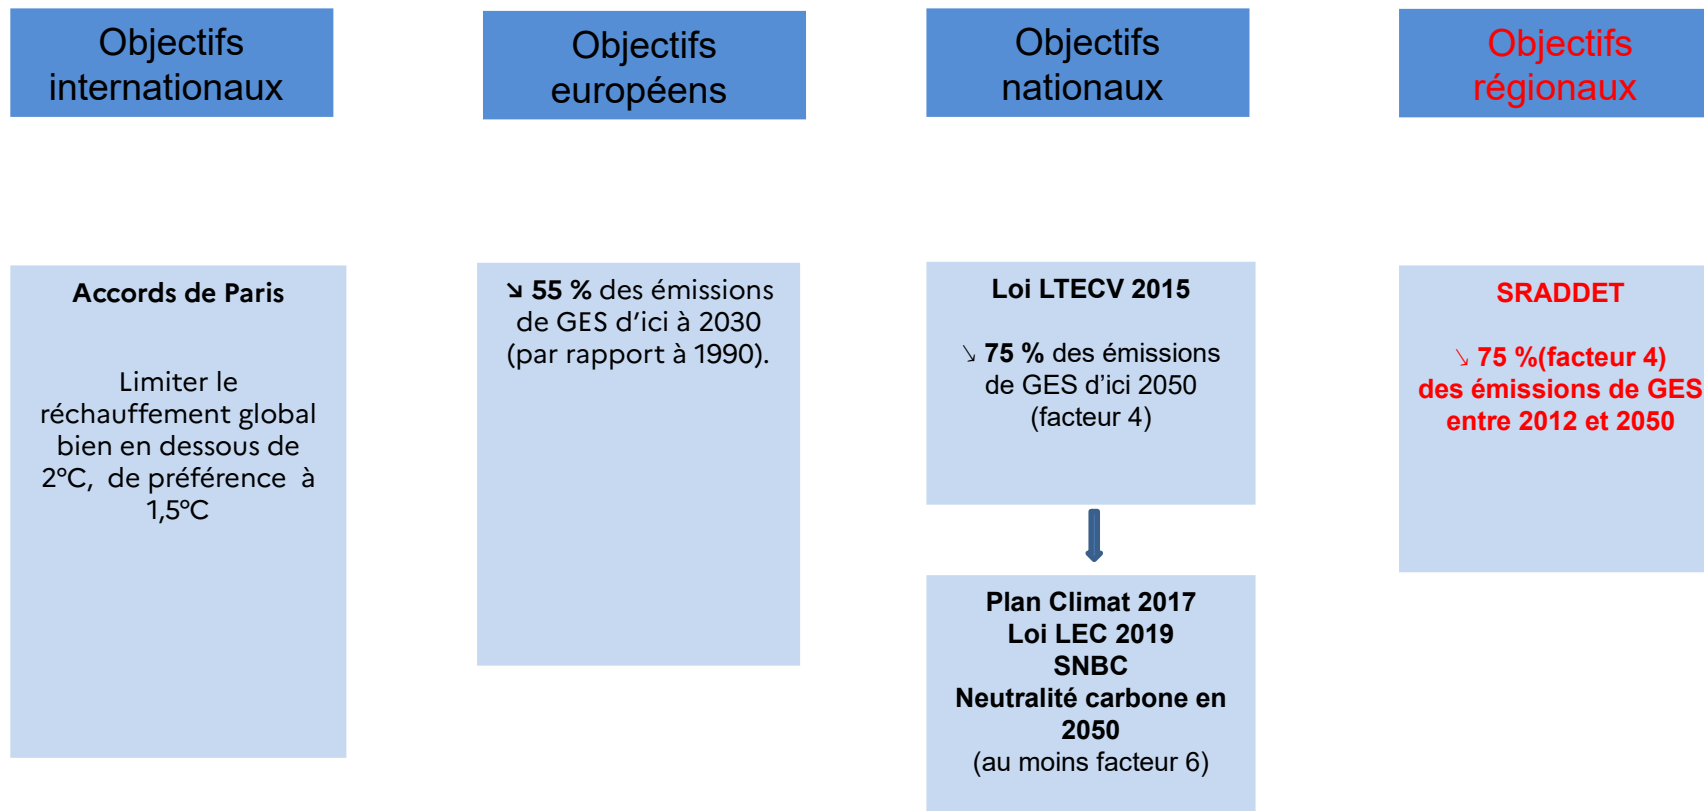 Objectifs
internationaux
Objectifs
européens
Objectifs
nationaux
Objectifs
régionaux
Accords de Paris
Limiter le
réchauffement global
bien en dessous de
2°C, de préférence à
1,5°C
↘ 55 % des émissions
de GES d’ici à 2030
(par rapport à 1990).
Loi LTECV 2015
↘ 75 % des émissions
de GES d’ici 2050
(facteur 4)
Plan Climat 2017
Loi LEC 2019
SNBC
Neutralité carbone en
2050
(au moins facteur 6)
SRADDET
↘ 75 %(facteur 4)
des émissions de GES
entre 2012 et 2050